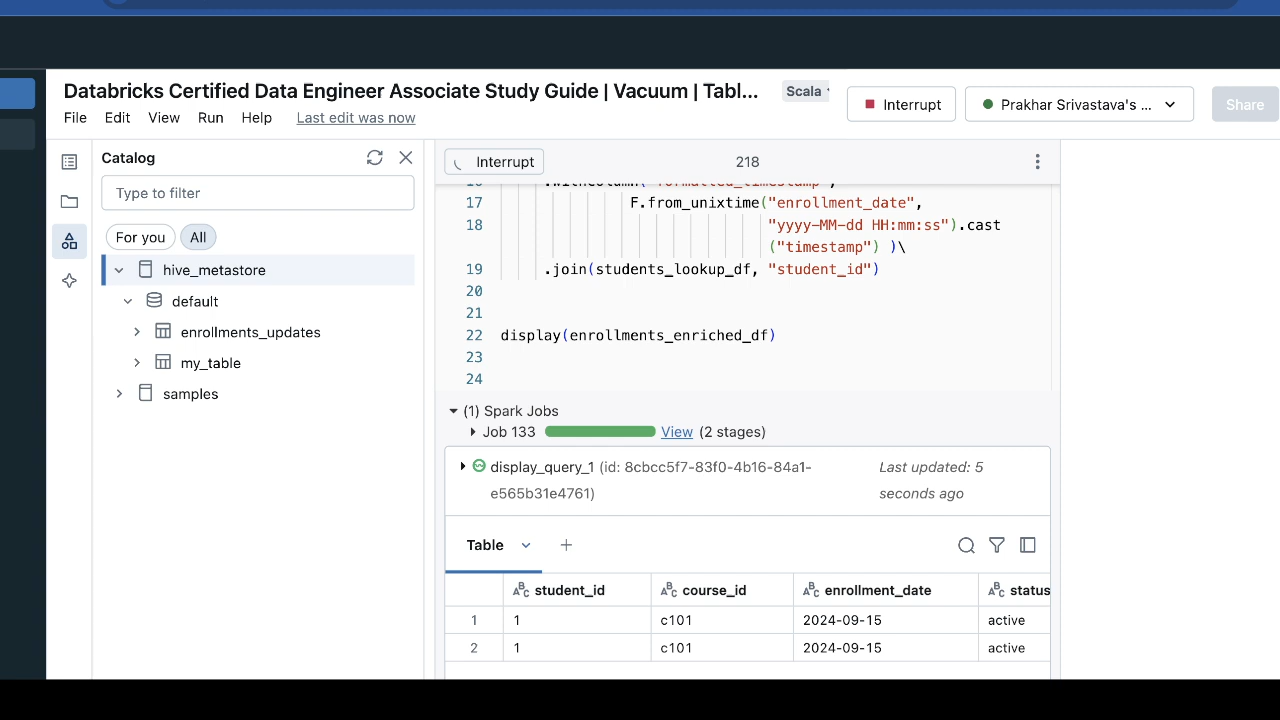 Databricks Certified Data Engineer Associate Study Guide | Vacuum | Tabl...
Scala
Interrupt
Prakhar Srivastava's ...
Share
File Edit View Run Help Last edit was now
Catalog
Type to filter
For you All
hive_metastore
default
enrollments_updates
my_table
samples
Interrupt 218
16 .withColumn("formatted_timestamp",
17 F.from_unixtime("enrollment_date",
18 "yyyy-MM-dd HH:mm:ss").cast
("timestamp") )\
19 .join(students_lookup_df, "student_id")
20
21
22 display(enrollments_enriched_df)
23
24
(1) Spark Jobs
Job 133 View (2 stages)
display_query_1 (id: 8cbcc5f7-83f0-4b16-84a1-
e565b31e4761)
Last updated: 5
seconds ago
Table +
student_id course_id enrollment_date status
1 1 c101 2024-09-15 active
2 1 c101 2024-09-15 active